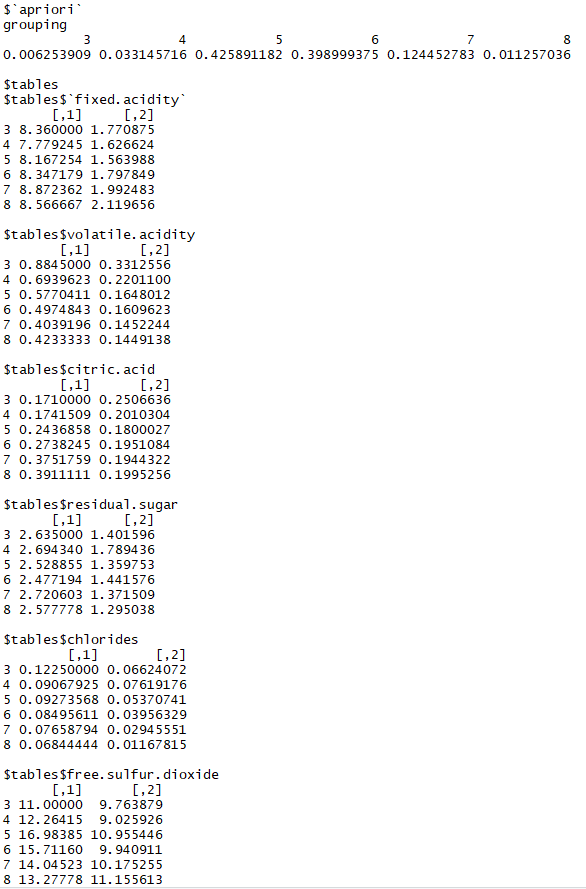 $`apriori`
grouping
          3           4           5           6           7           8
0.006253909 0.033145716 0.425891182 0.398999375 0.124452783 0.011257036

$tables
$tables$`fixed.acidity`
      [,1]     [,2]
3 8.360000 1.770875
4 7.779245 1.626624
5 8.167254 1.563988
6 8.347179 1.797849
7 8.872362 1.992483
8 8.566667 2.119656

$tables$volatile.acidity
       [,1]      [,2]
3 0.8845000 0.3312556
4 0.6939623 0.2201100
5 0.5770411 0.1648012
6 0.4974843 0.1609623
7 0.4039196 0.1452244
8 0.4233333 0.1449138

$tables$citric.acid
       [,1]      [,2]
3 0.1710000 0.2506636
4 0.1741509 0.2010304
5 0.2436858 0.1800027
6 0.2738245 0.1951084
7 0.3751759 0.1944322
8 0.3911111 0.1995256

$tables$residual.sugar
      [,1]     [,2]
3 2.635000 1.401596
4 2.694340 1.789436
5 2.528855 1.359753
6 2.477194 1.441576
7 2.720603 1.371509
8 2.577778 1.295038

$tables$chlorides
        [,1]       [,2]
3 0.12250000 0.06624072
4 0.09067925 0.07619176
5 0.09273568 0.05370741
6 0.08495611 0.03956329
7 0.07658794 0.02945551
8 0.06844444 0.01167815

$tables$free.sulfur.dioxide
      [,1]      [,2]
3 11.00000  9.763879
4 12.26415  9.025926
5 16.98385 10.955446
6 15.71160  9.940911
7 14.04523 10.175255
8 13.27778 11.155613